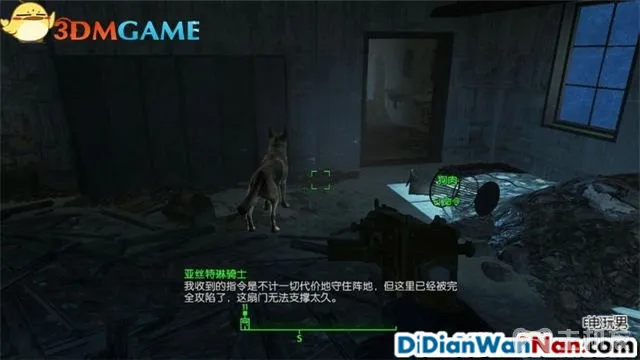 3DMGAME
狗肉
亚丝特琳骑士
我收到的指令是不计一切代价地守住阵地，但这里已经被完
全攻陷了，这扇门无法支撑太久。
S
电玩男
DiDianWanNan.com